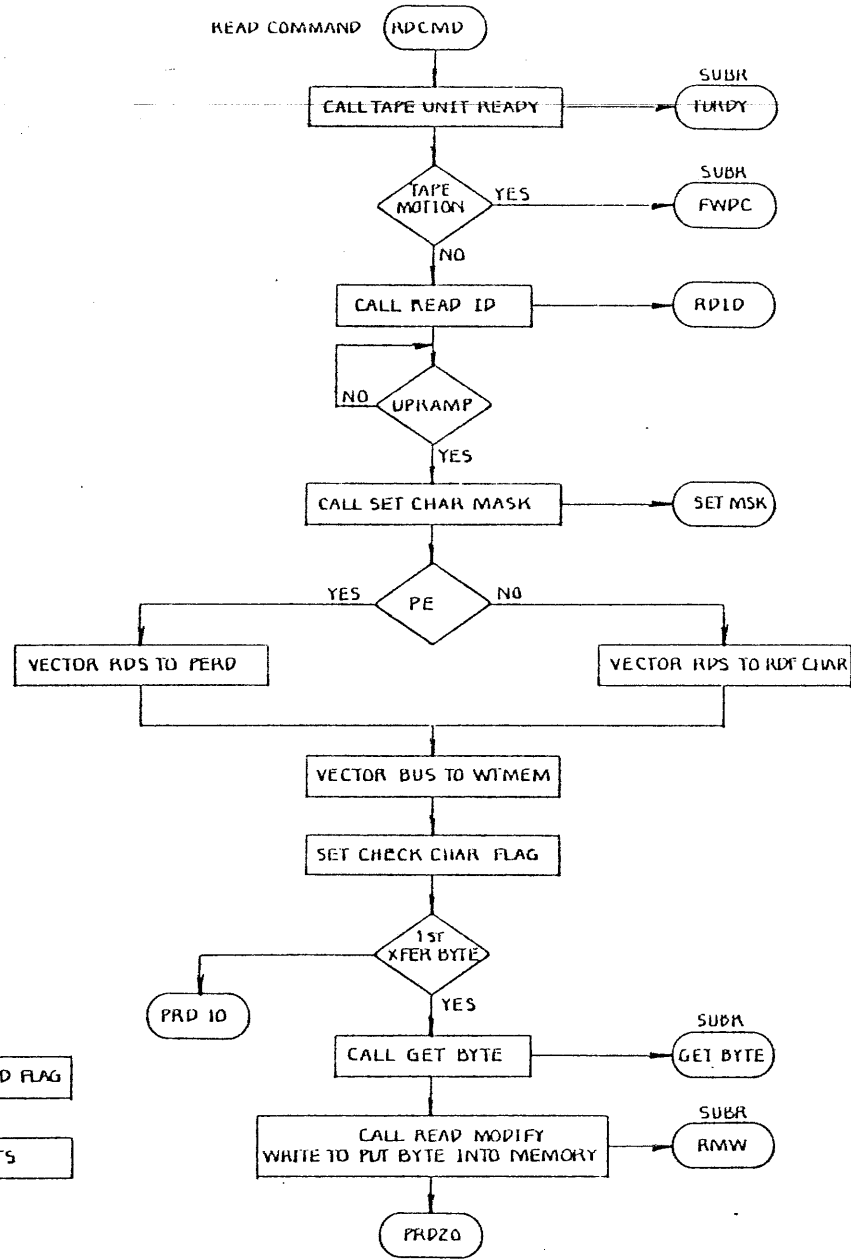 READ COMMAND RDCMD
SUBR
CALL TAPE UNIT READY TURDY
SUBR
TAPE YES
MOTION FWDC
NO
CALL READ ID RDID
NO UPRAMP
YES
CALL SET CHAR MASK SET MSK
YES PE NO
VECTOR RDS TO PERD VECTOR RDS TO RDF CHAR
VECTOR BUS TO WTMEM
SET CHECK CHAR FLAG
1ST
XFER BYTE
PRD 10 YES
SUBR
CALL GET BYTE GET BYTE
D FLAG
SUBR
CALL READ MODIFY RMW
WRITE TO PUT BYTE INTO MEMORY
TS
PRD20